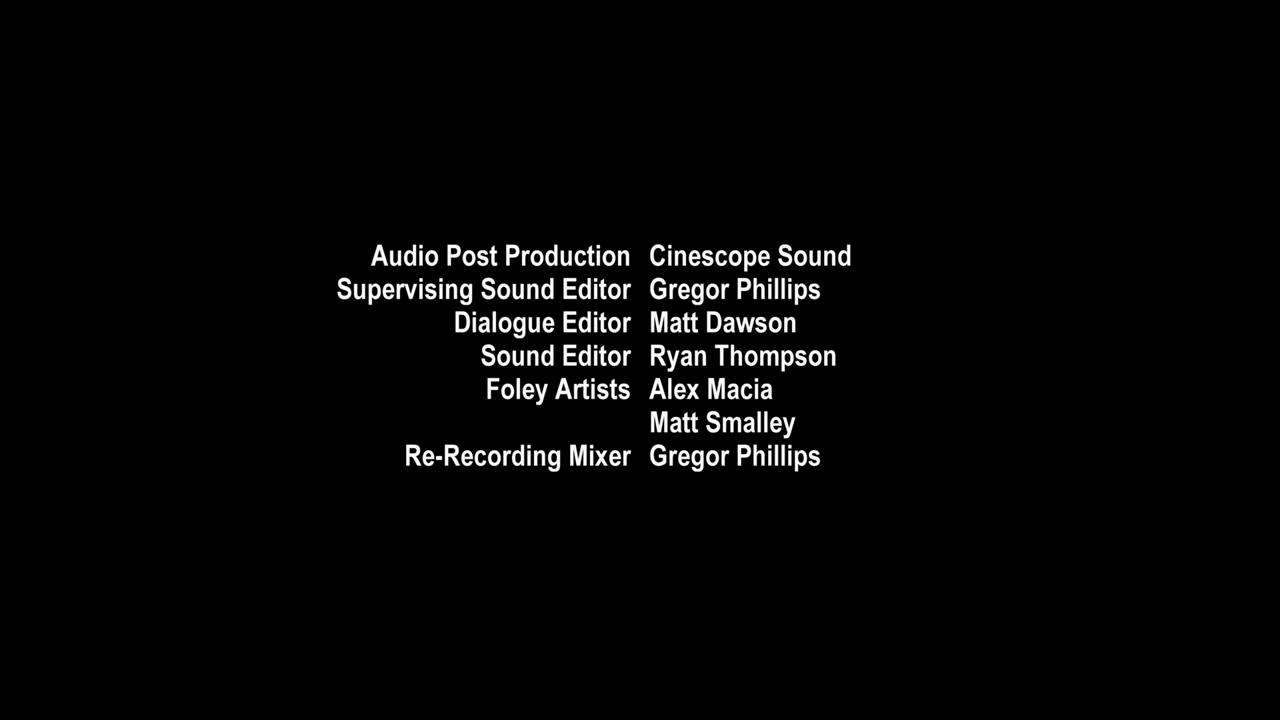 Audio Post Production Cinescope Sound
Supervising Sound Editor Gregor Phillips
Dialogue Editor Matt Dawson
Sound Editor Ryan Thompson
Foley Artists Alex Macia
Matt Smalley
Re-Recording Mixer Gregor Phillips